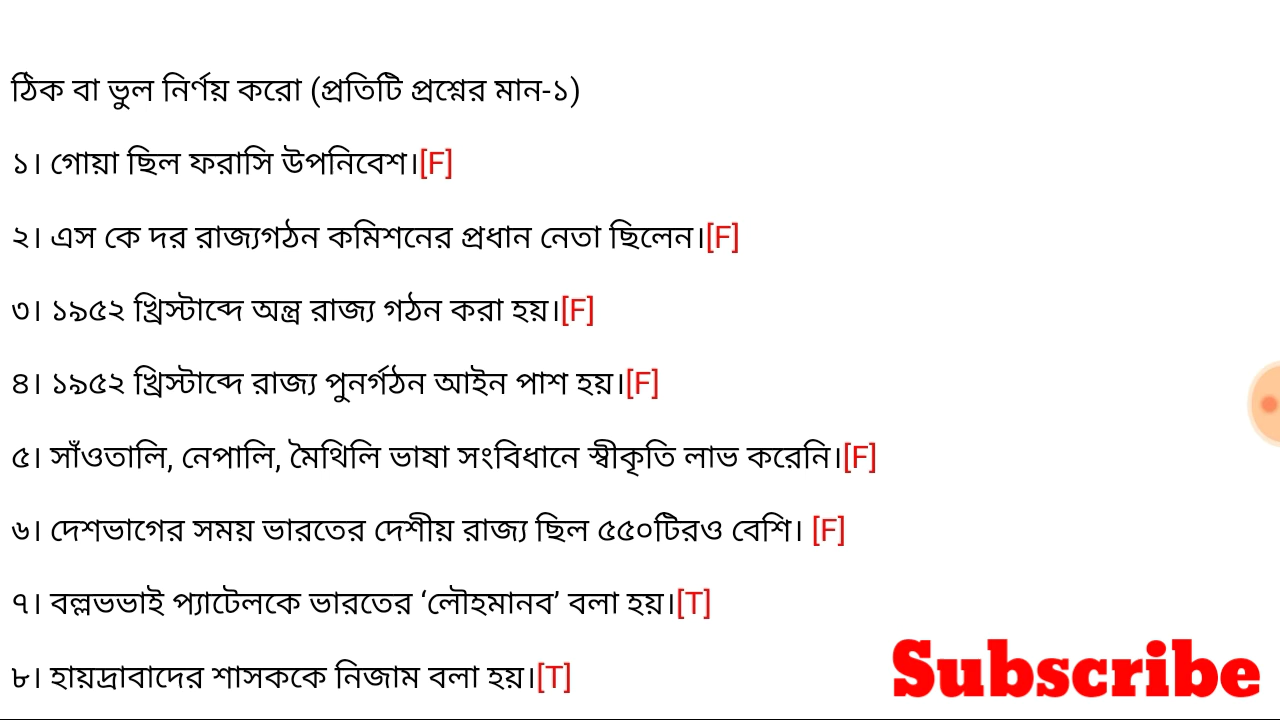 ঠিক বা ভুল নির্ণয় করো (প্রতিটি প্রশ্নের মান-১)
১। গোয়া ছিল ফরাসি উপনিবেশ।[F]
২। এস কে দর রাজ্যগঠন কমিশনের প্রধান নেতা ছিলেন।[F]
৩। ১৯৫২ খ্রিস্টাব্দে অন্ত্র রাজ্য গঠন করা হয়।[F]
৪। ১৯৫২ খ্রিস্টাব্দে রাজ্য পুনর্গঠন আইন পাশ হয়।[F]
৫। সাঁওতালি, নেপালি, মৈথিলি ভাষা সংবিধানে স্বীকৃতি লাভ করেনি।[F]
৬। দেশভাগের সময় ভারতের দেশীয় রাজ্য ছিল ৫৫০টিরও বেশি। [F]
৭। বল্লভভাই প্যাটেলকে ভারতের ‘লৌহমানব’ বলা হয়।[T]
৮। হায়দ্রাবাদের শাসককে নিজাম বলা হয়।[T]
Subscribe